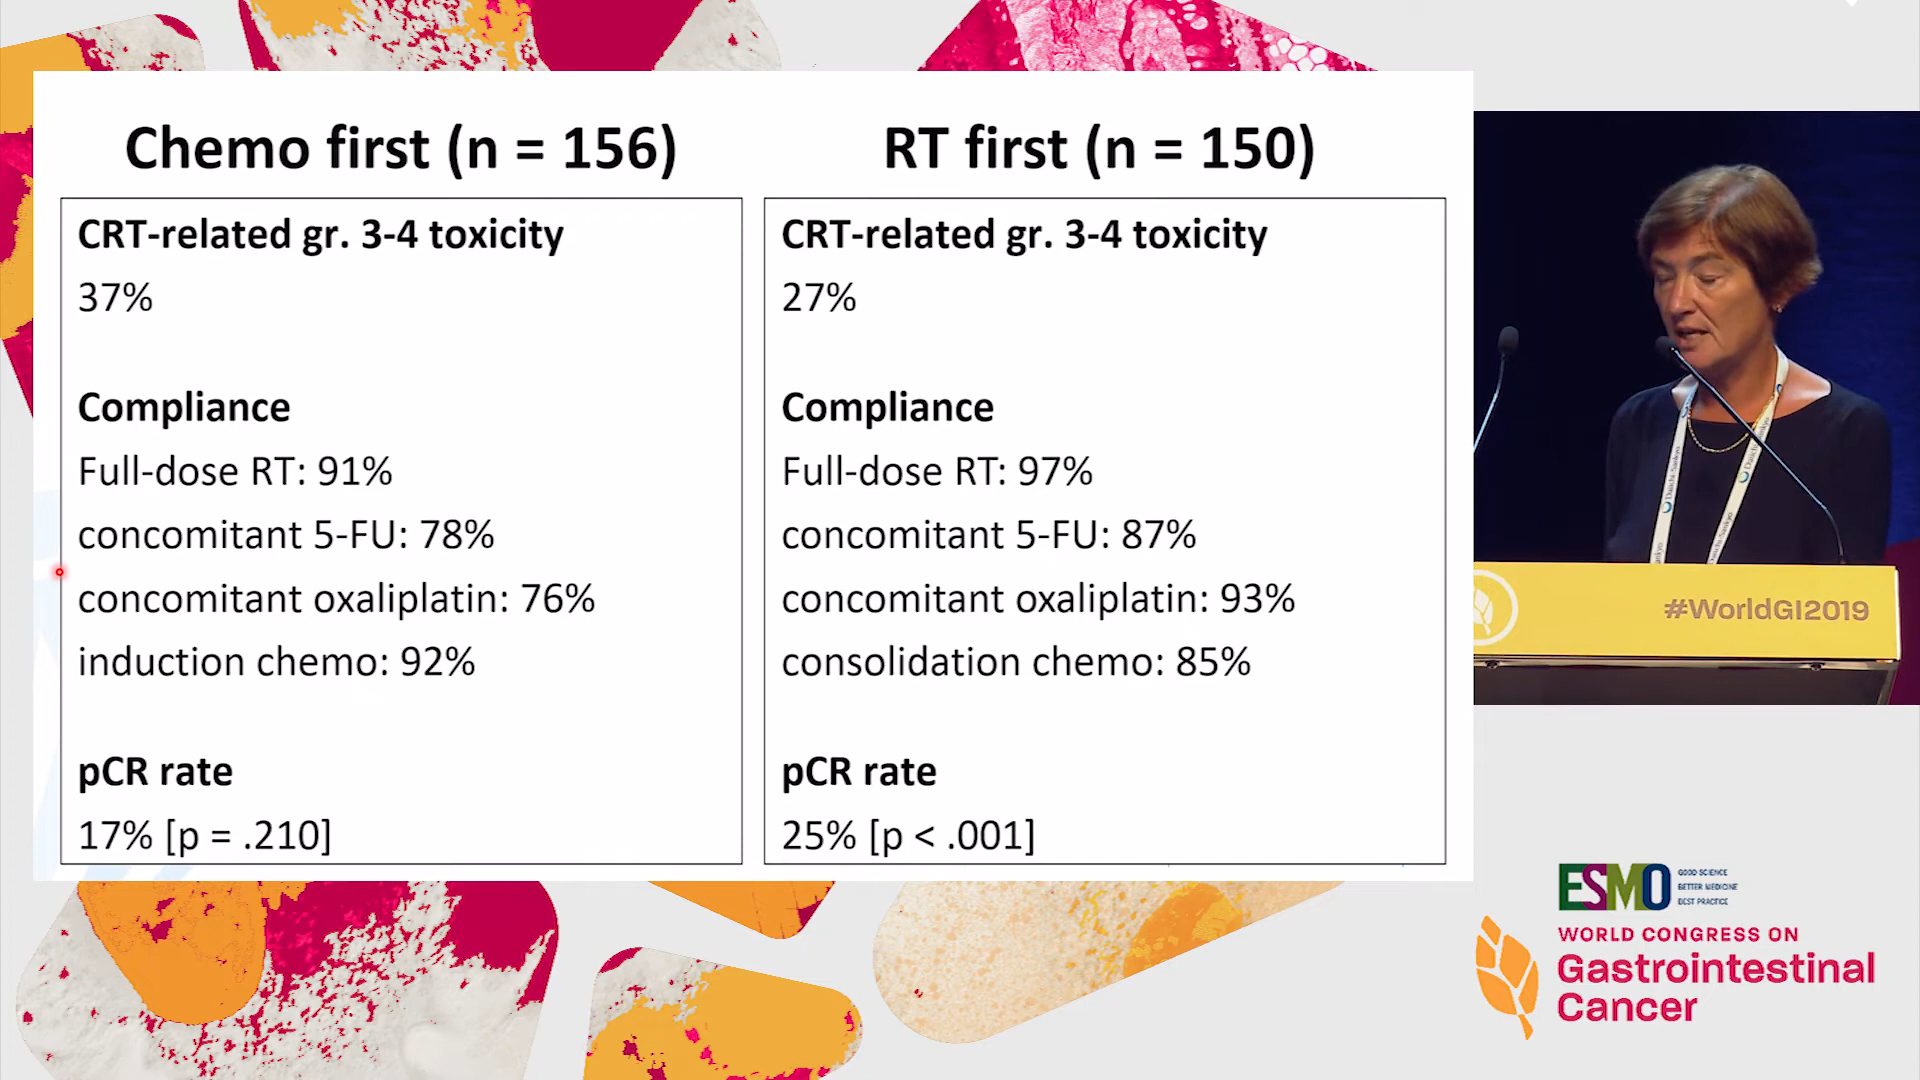 Chemo first (n = 156)
CRT-related gr. 3-4 toxicity
37%
Compliance
Full-dose RT: 91%
concomitant 5-FU: 78%
concomitant oxaliplatin: 76%
induction chemo: 92%
pCR rate
17% [p = .210]
RT first (n = 150)
CRT-related gr. 3-4 toxicity
27%
Compliance
Full-dose RT: 97%
concomitant 5-FU: 87%
concomitant oxaliplatin: 93%
consolidation chemo: 85%
pCR rate
25% [p < .001]
Daiichi-Sankyo
#WorldGI2019
ESMO
GOOD SCIENCE
BETTER MEDICINE
BEST PRACTICE
WORLD CONGRESS ON
Gastrointestinal
Cancer